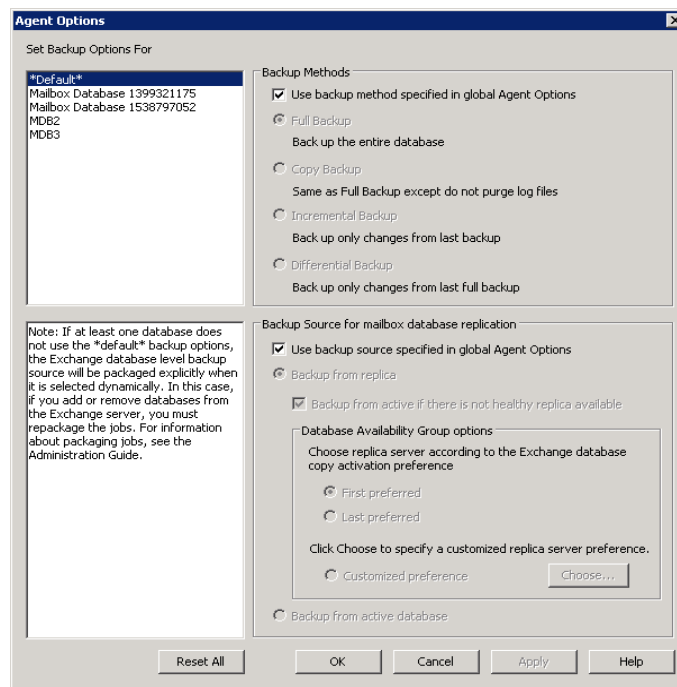 Agent Options
Set Backup Options For
*Default*
Mailbox Database 1399321175
Mailbox Database 1538797052
MDB2
MDB3
Backup Methods
Use backup method specified in global Agent Options
Full Backup
Back up the entire database
Copy Backup
Same as Full Backup except do not purge log files
Incremental Backup
Back up only changes from last backup
Differential Backup
Back up only changes from last full backup
Note: If at least one database does
not use the *default* backup options,
the Exchange database level backup
source will be packaged explicitly when
it is selected dynamically. In this case,
if you add or remove databases from
the Exchange server, you must
repackage the jobs. For information
about packaging jobs, see the
Administration Guide.
Backup Source for mailbox database replication
Use backup source specified in global Agent Options
Backup from replica
Backup from active if there is not healthy replica available
Database Availability Group options
Choose replica server according to the Exchange database
copy activation preference
First preferred
Last preferred
Click Choose to specify a customized replica server preference.
Customized preference
Choose...
Backup from active database
Reset All
OK
Cancel
Apply
Help